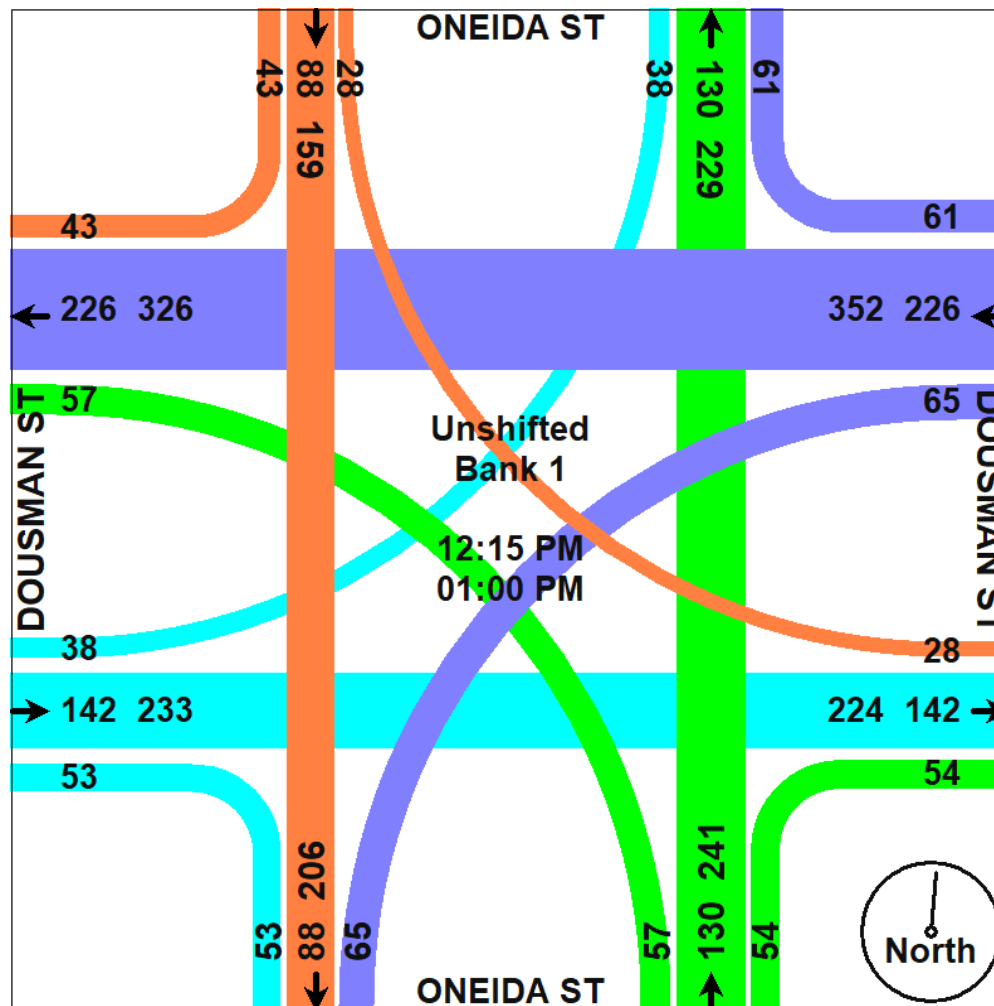 ONEIDA ST
43
88 159
28
38
130 229
61
43
61
226 326
352 226
57
65
DOUSMAN ST
DOUSMAN ST
Unshifted
Bank 1
12:15 PM
01:00 PM
38
28
142 233
224 142
53
54
53
88 206
65
57
130 241
54
North
ONEIDA ST